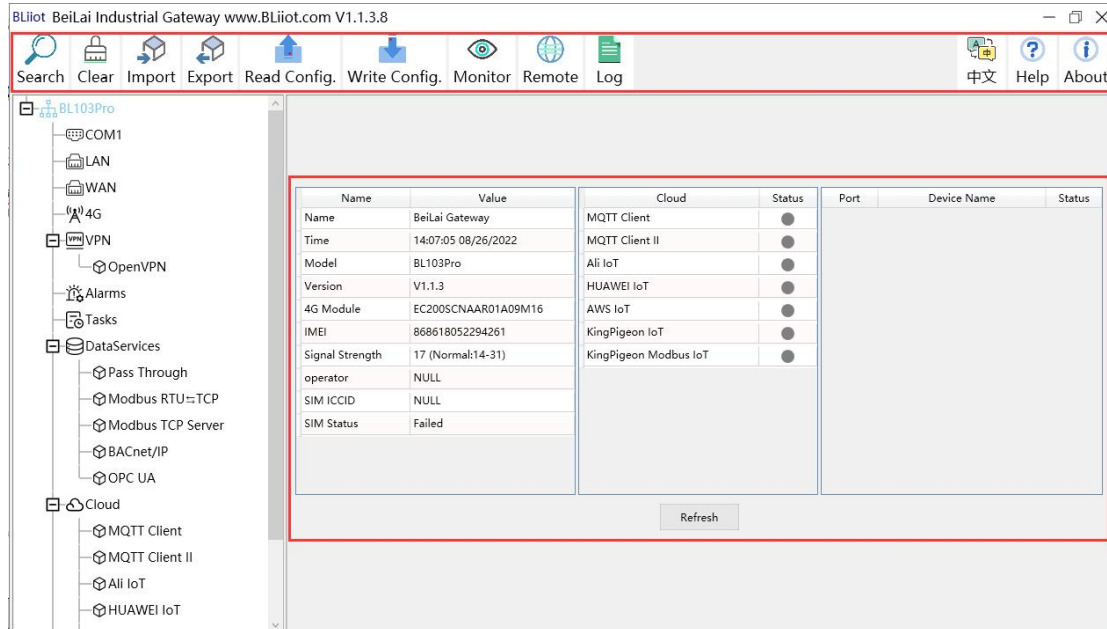 BLIiot BeiLai Industrial Gateway www.BLiiot.com V1.1.3.8
Search Clear Import Export Read Config. Write Config. Monitor Remote Log 中文 Help About
BL103Pro
COM1
LAN
WAN
4G
VPN VPN
OpenVPN
Alarms
Tasks
DataServices
Pass Through
Modbus RTU⇆TCP
Modbus TCP Server
BACnet/IP
OPC UA
Cloud
MQTT Client
MQTT Client II
Ali IoT
HUAWEI IoT
Name Value
Name BeiLai Gateway
Time 14:07:05 08/26/2022
Model BL103Pro
Version V1.1.3
4G Module EC200SCNAAR01A09M16
IMEI 868618052294261
Signal Strength 17 (Normal:14-31)
operator NULL
SIM ICCID NULL
SIM Status Failed
Cloud Status
MQTT Client
MQTT Client II
Ali IoT
HUAWEI IoT
AWS IoT
KingPigeon IoT
KingPigeon Modbus IoT
Port Device Name Status
Refresh